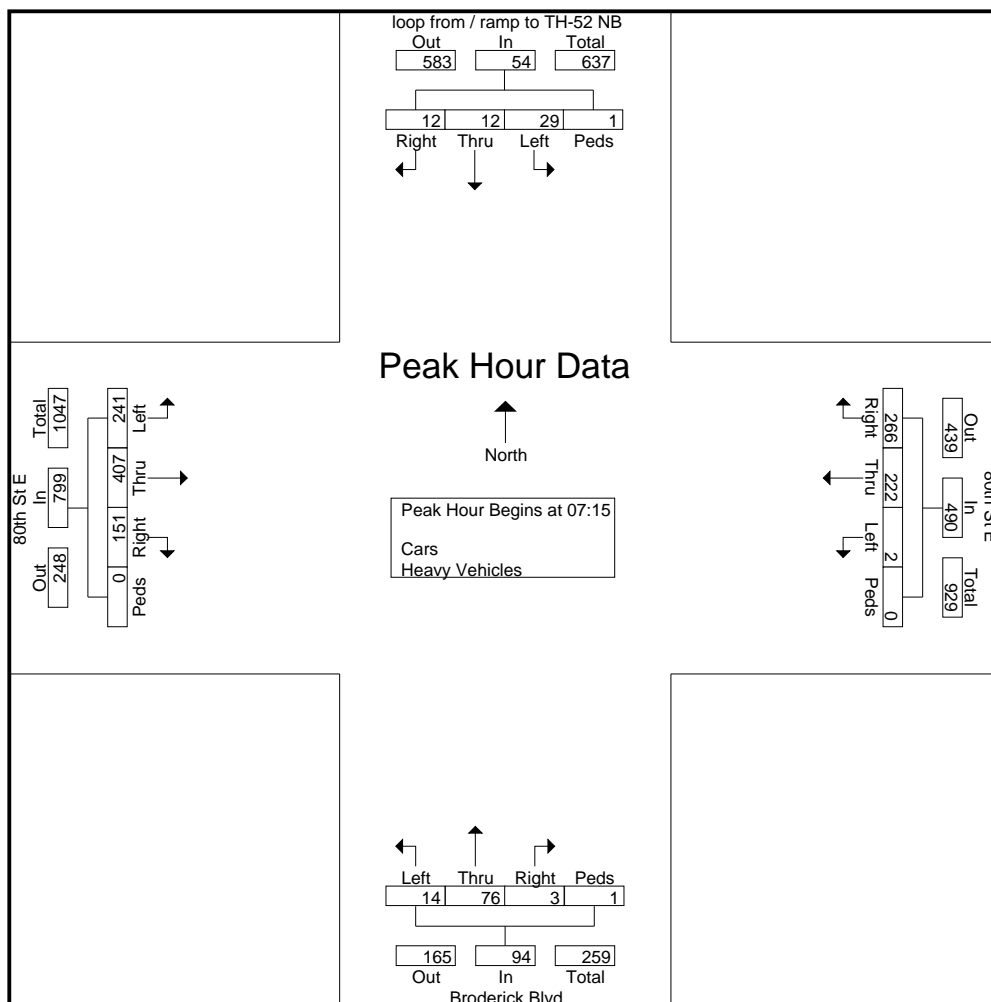 loop from / ramp to TH-52 NB
Out In Total
583 54 637
12 12 29 1
Right Thru Left Peds
Peak Hour Data
North
Peak Hour Begins at 07:15
Cars
Heavy Vehicles
80th St E
Total In Out
1047 799 248
241 407 151 0
Left Thru Right Peds
80th St E
Out In Total
439 490 929
266 222 2 0
Right Thru Left Peds
Left Thru Right Peds
14 76 3 1
165 94 259
Out In Total
Broderick Blvd